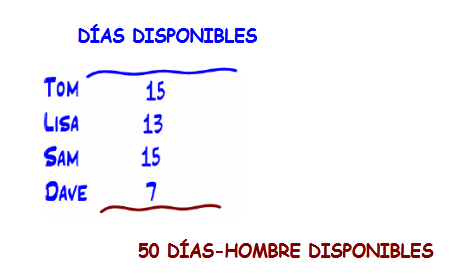 DÍAS DISPONIBLES
TOM 15
LISA 13
SAM 15
DAVE 7
50 DÍAS-HOMBRE DISPONIBLES